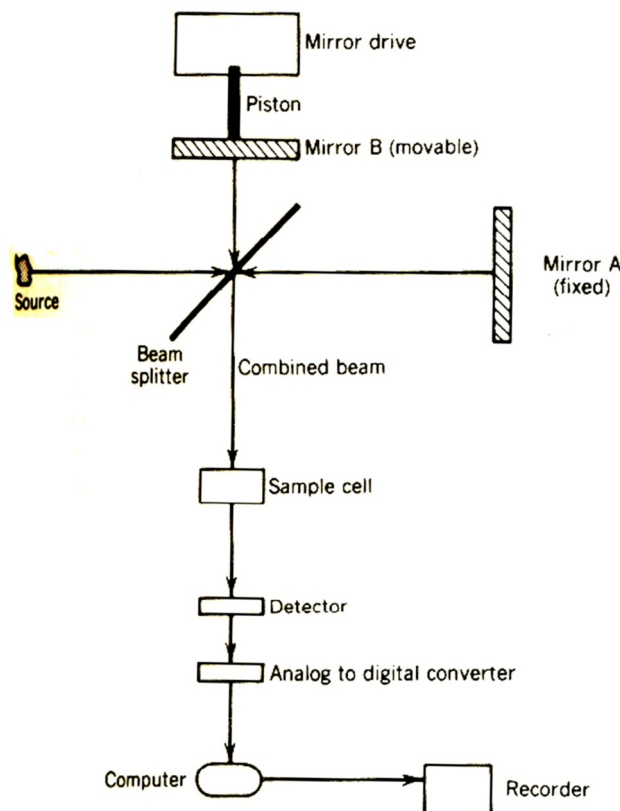 Mirror drive
Piston
Mirror B (movable)
Mirror A
(fixed)
Source
Beam
splitter
Combined beam
Sample cell
Detector
Analog to digital converter
Computer
Recorder